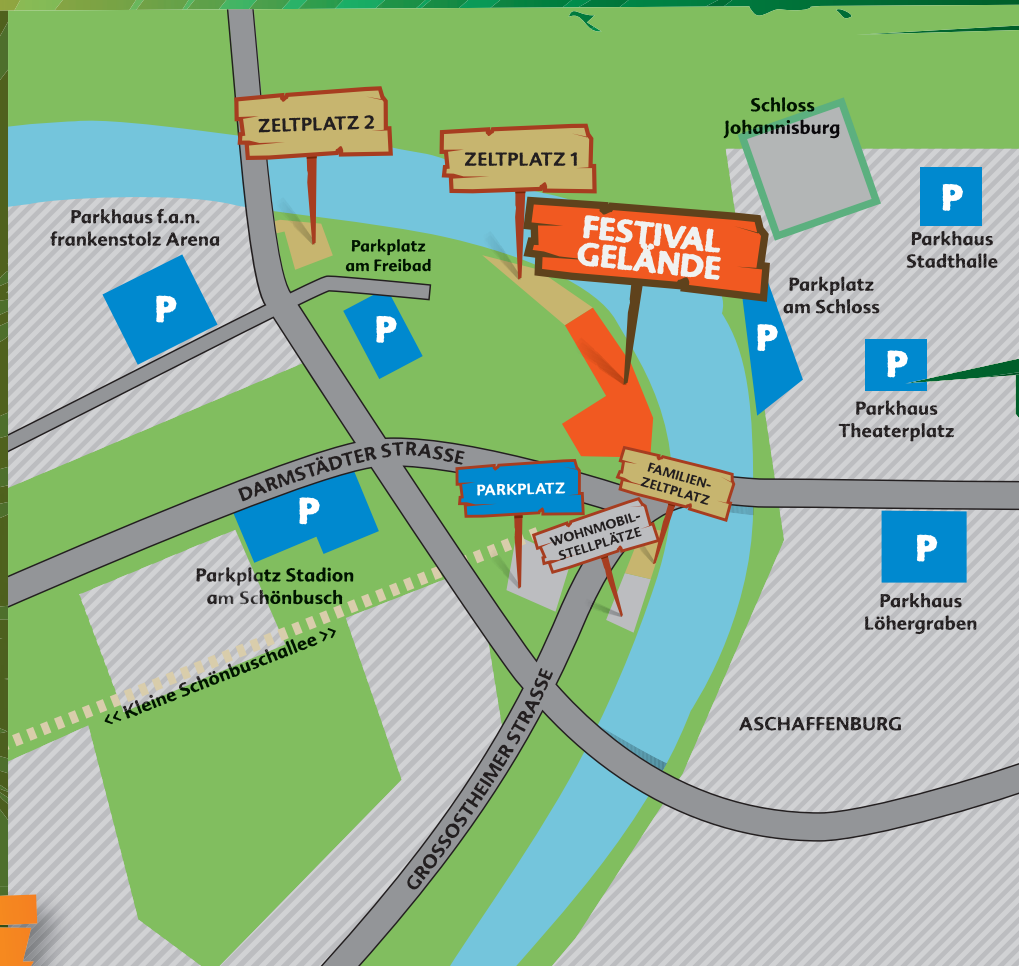 Schloss
Johannisburg
ZELTPLATZ 2
ZELTPLATZ 1
P
Parkhaus
Stadthalle
Parkhaus f.a.n.
frankenstolz Arena
P
Parkplatz
am Freibad
P
FESTIVAL
GELÄNDE
Parkplatz
am Schloss
P
P
Parkhaus
Theaterplatz
DARMSTÄDTER STRASSE
PARKPLATZ
FAMILIEN-
ZELTPLATZ
WOHNMOBIL-
STELLPLÄTZE
P
Parkplatz Stadion
am Schönbusch
P
Parkhaus
Löhergraben
<< Kleine Schönbuschallee >>
GROSSOSTHEIMER STRASSE
ASCHAFFENBURG